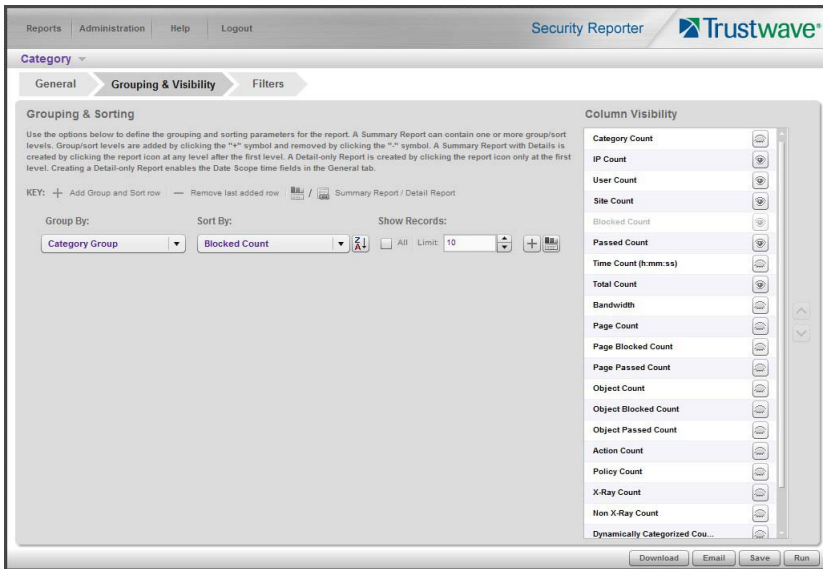 Reports Administration Help Logout
Security Reporter Trustwave®
Category
General Grouping & Visibility Filters
Grouping & Sorting
Use the options below to define the grouping and sorting parameters for the report. A Summary Report can contain one or more group/sort
levels. Group/sort levels are added by clicking the "+" symbol and removed by clicking the "-" symbol. A Summary Report with Details is
created by clicking the report icon at any level after the first level. A Detail-only Report is created by clicking the report icon only at the first
level. Creating a Detail-only Report enables the Date Scope time fields in the General tab.
KEY: + Add Group and Sort row — Remove last added row / Summary Report / Detail Report
Group By: Sort By: Show Records:
Category Group Blocked Count All Limit: 10
Column Visibility
Category Count
IP Count
User Count
Site Count
Blocked Count
Passed Count
Time Count (h:mm:ss)
Total Count
Bandwidth
Page Count
Page Blocked Count
Page Passed Count
Object Count
Object Blocked Count
Object Passed Count
Action Count
Policy Count
X-Ray Count
Non X-Ray Count
Dynamically Categorized Cou...
Download Email Save Run